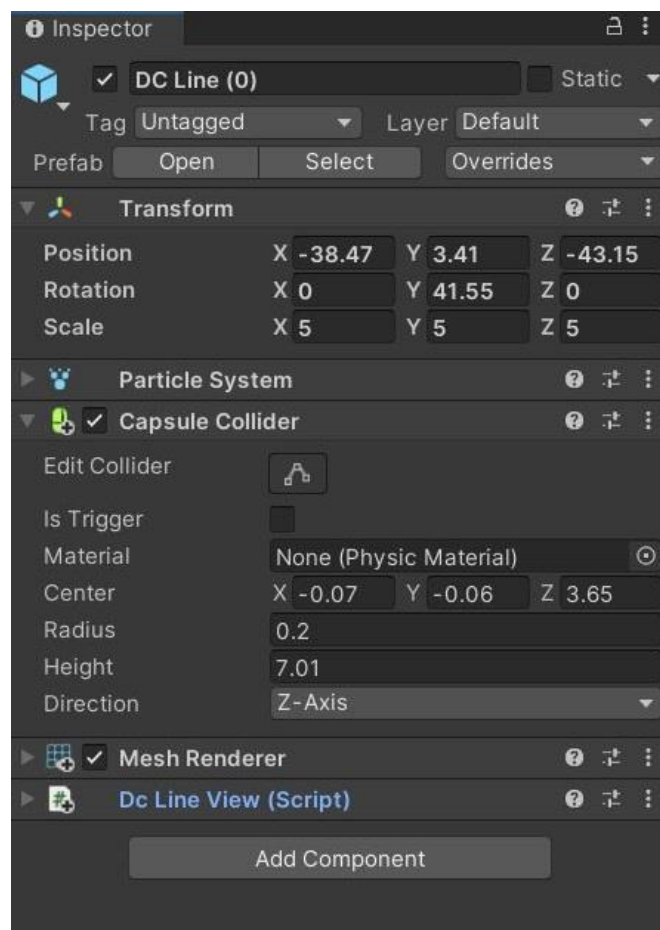 Inspector
DC Line (0) Static
Tag Untagged Layer Default
Prefab Open Select Overrides
Transform
Position X -38.47 Y 3.41 Z -43.15
Rotation X 0 Y 41.55 Z 0
Scale X 5 Y 5 Z 5
Particle System
Capsule Collider
Edit Collider
Is Trigger
Material None (Physic Material)
Center X -0.07 Y -0.06 Z 3.65
Radius 0.2
Height 7.01
Direction Z-Axis
Mesh Renderer
# Dc Line View (Script)
Add Component